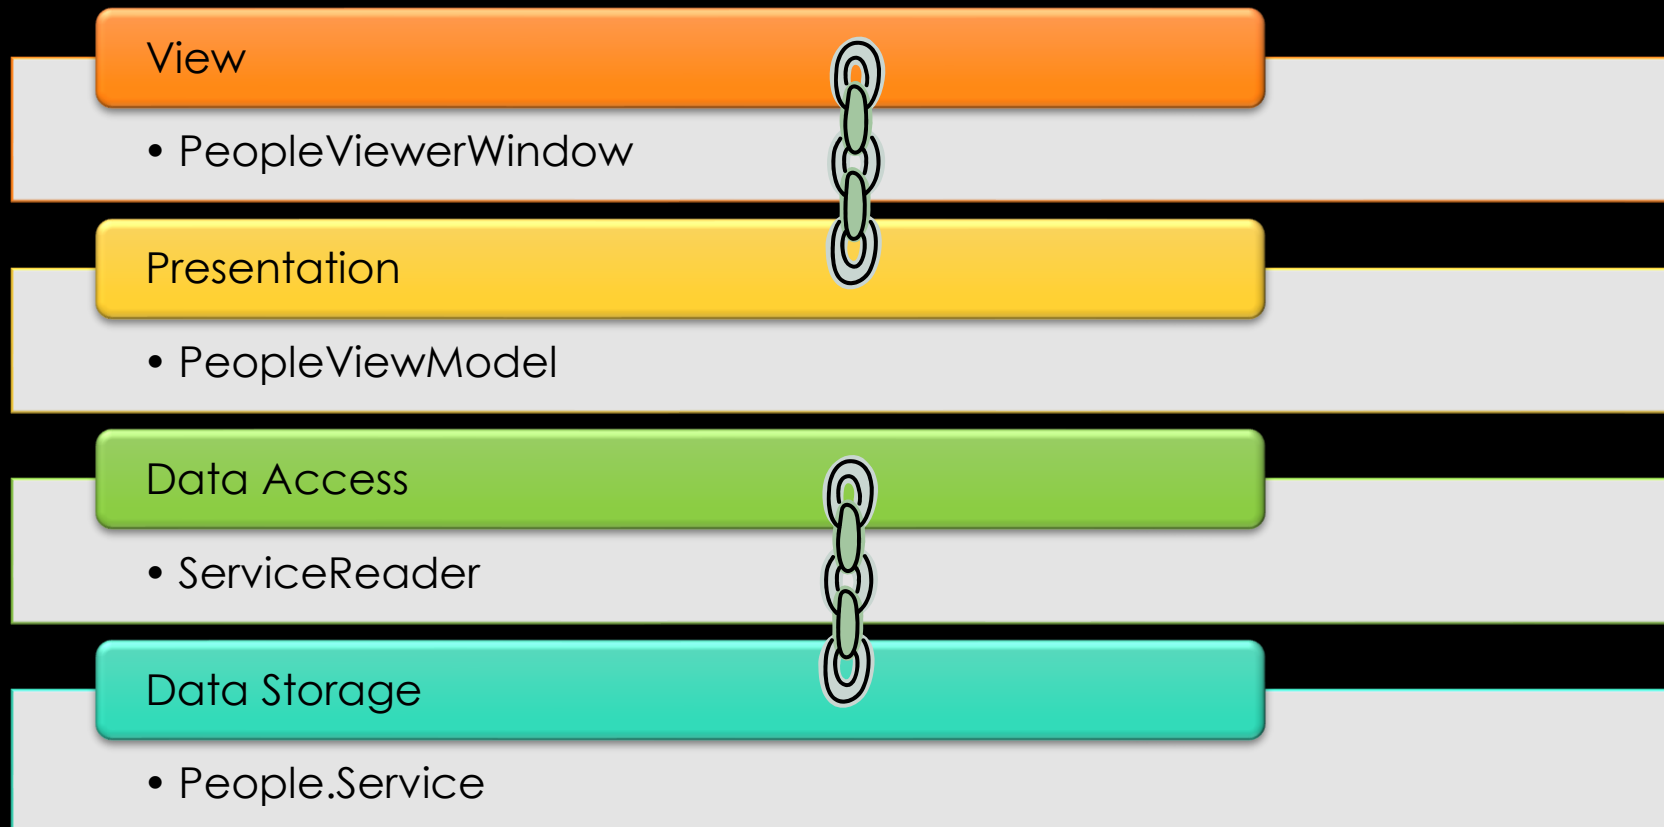 View
• PeopleViewerWindow
Presentation
• PeopleViewModel
Data Access
• ServiceReader
Data Storage
• People.Service